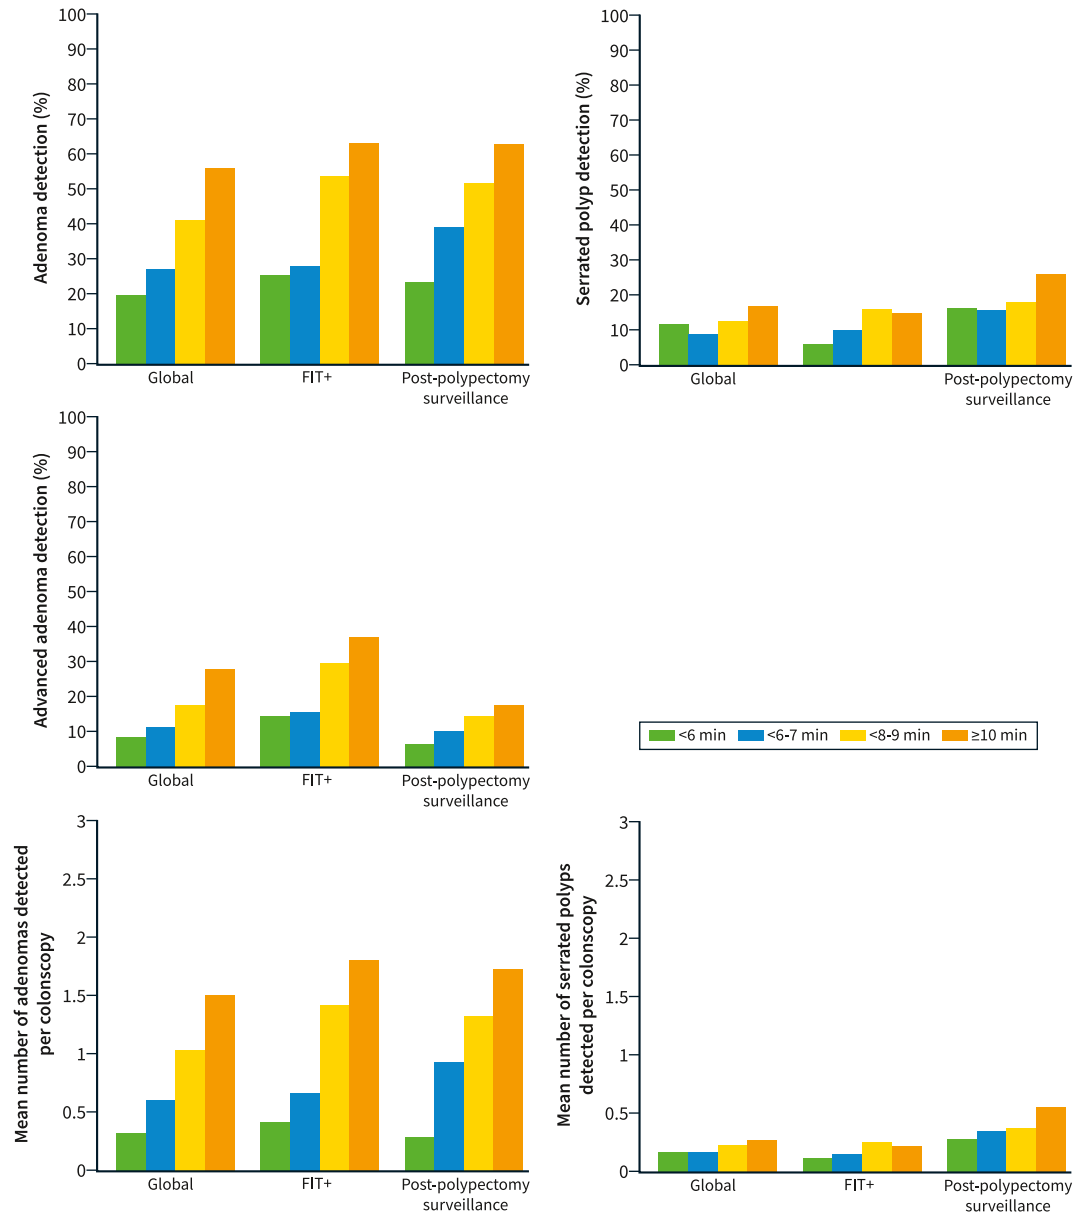 Adenoma detection (%)
100
90
80
70
60
50
40
30
20
10
0
Global
FIT+
Post-polypectomy
surveillance
Serrated polyp detection (%)
100
90
80
70
60
50
40
30
20
10
0
Global
Post-polypectomy
surveillance
Advanced adenoma detection (%)
100
90
80
70
60
50
40
30
20
10
0
Global
FIT+
Post-polypectomy
surveillance
<6 min
<6-7 min
<8-9 min
≥10 min
Mean number of adenomas detected
per colonscopy
3
2.5
2
1.5
1
0.5
0
Global
FIT+
Post-polypectomy
surveillance
Mean number of serrated polyps
detected per colonscopy
3
2.5
2
1.5
1
0.5
0
Global
FIT+
Post-polypectomy
surveillance